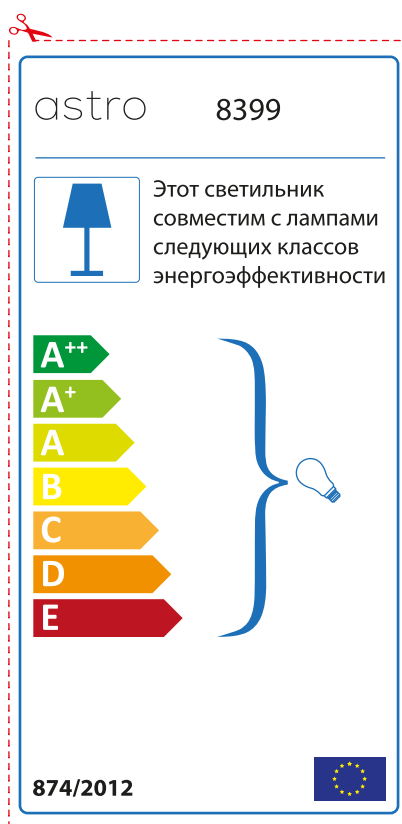 astro 8399
Этот светильник
совместим с лампами
следующих классов
энергоэффективности
A++
A+
A
B
C
D
E
874/2012